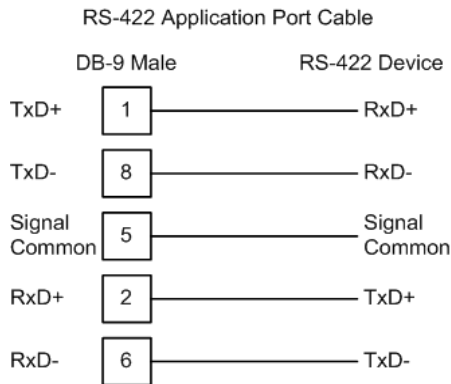 RS-422 Application Port Cable
DB-9 Male RS-422 Device
TxD+ 1 RxD+
TxD- 8 RxD-
Signal Common 5 Signal Common
RxD+ 2 TxD+
RxD- 6 TxD-